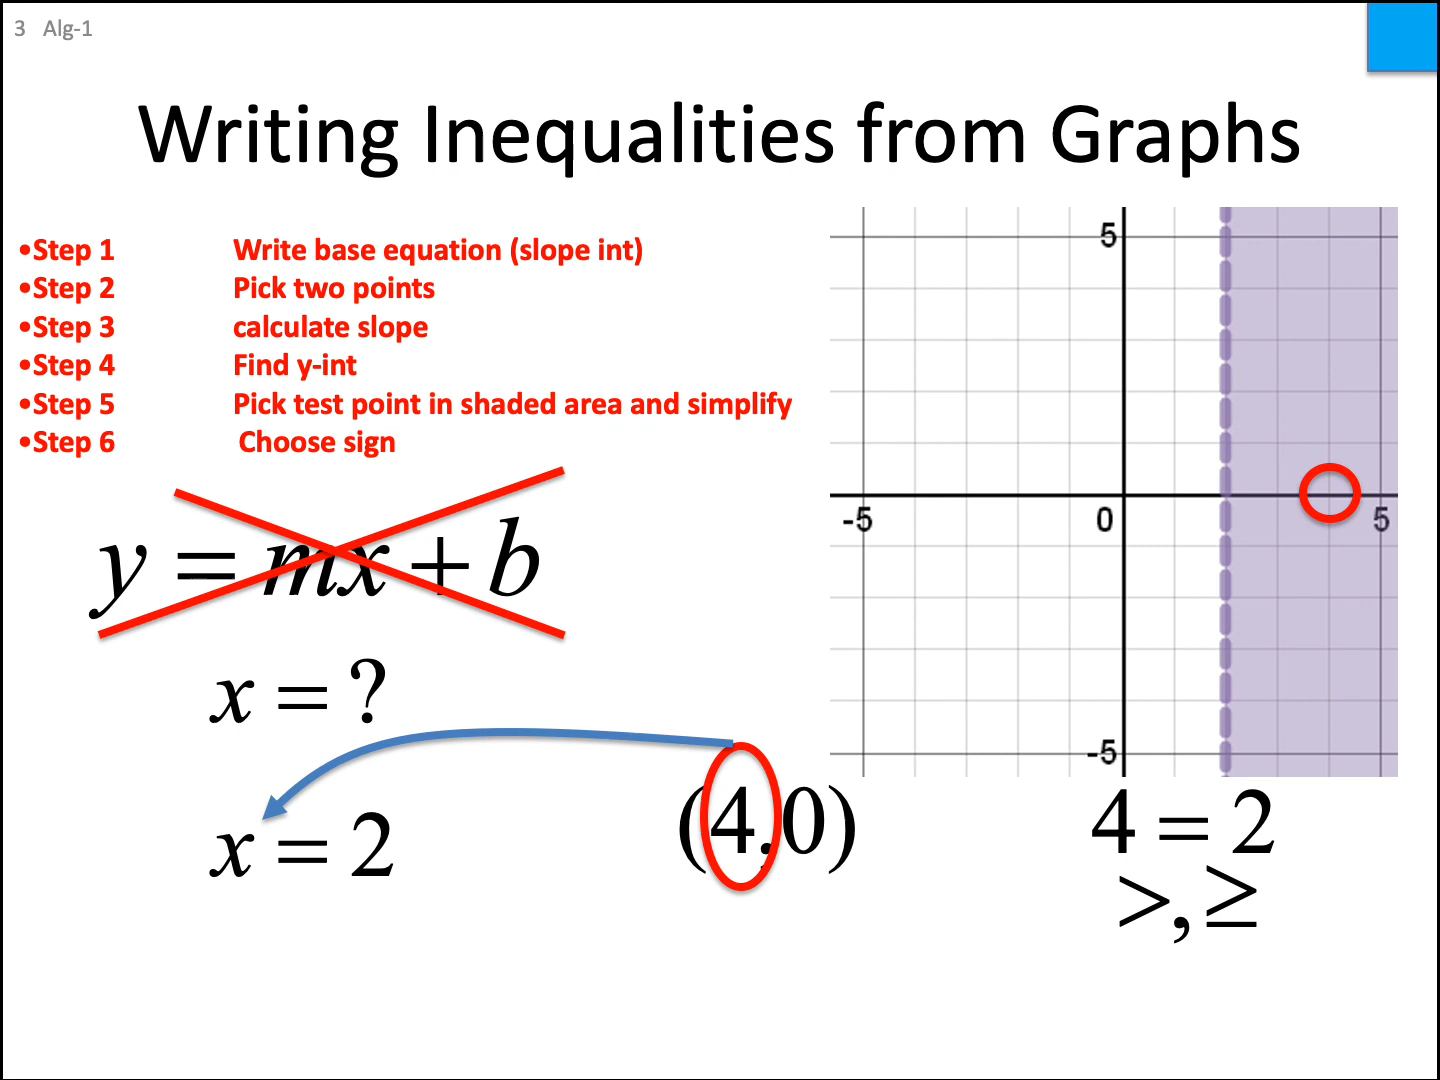 3 Alg-1
Writing Inequalities from Graphs
•Step 1 Write base equation (slope int)
•Step 2 Pick two points
•Step 3 calculate slope
•Step 4 Find y-int
•Step 5 Pick test point in shaded area and simplify
•Step 6 Choose sign
y = mx + b
x = ?
x = 2
(4,0)
5
-5 0 5
-5
4 = 2
>, ≥